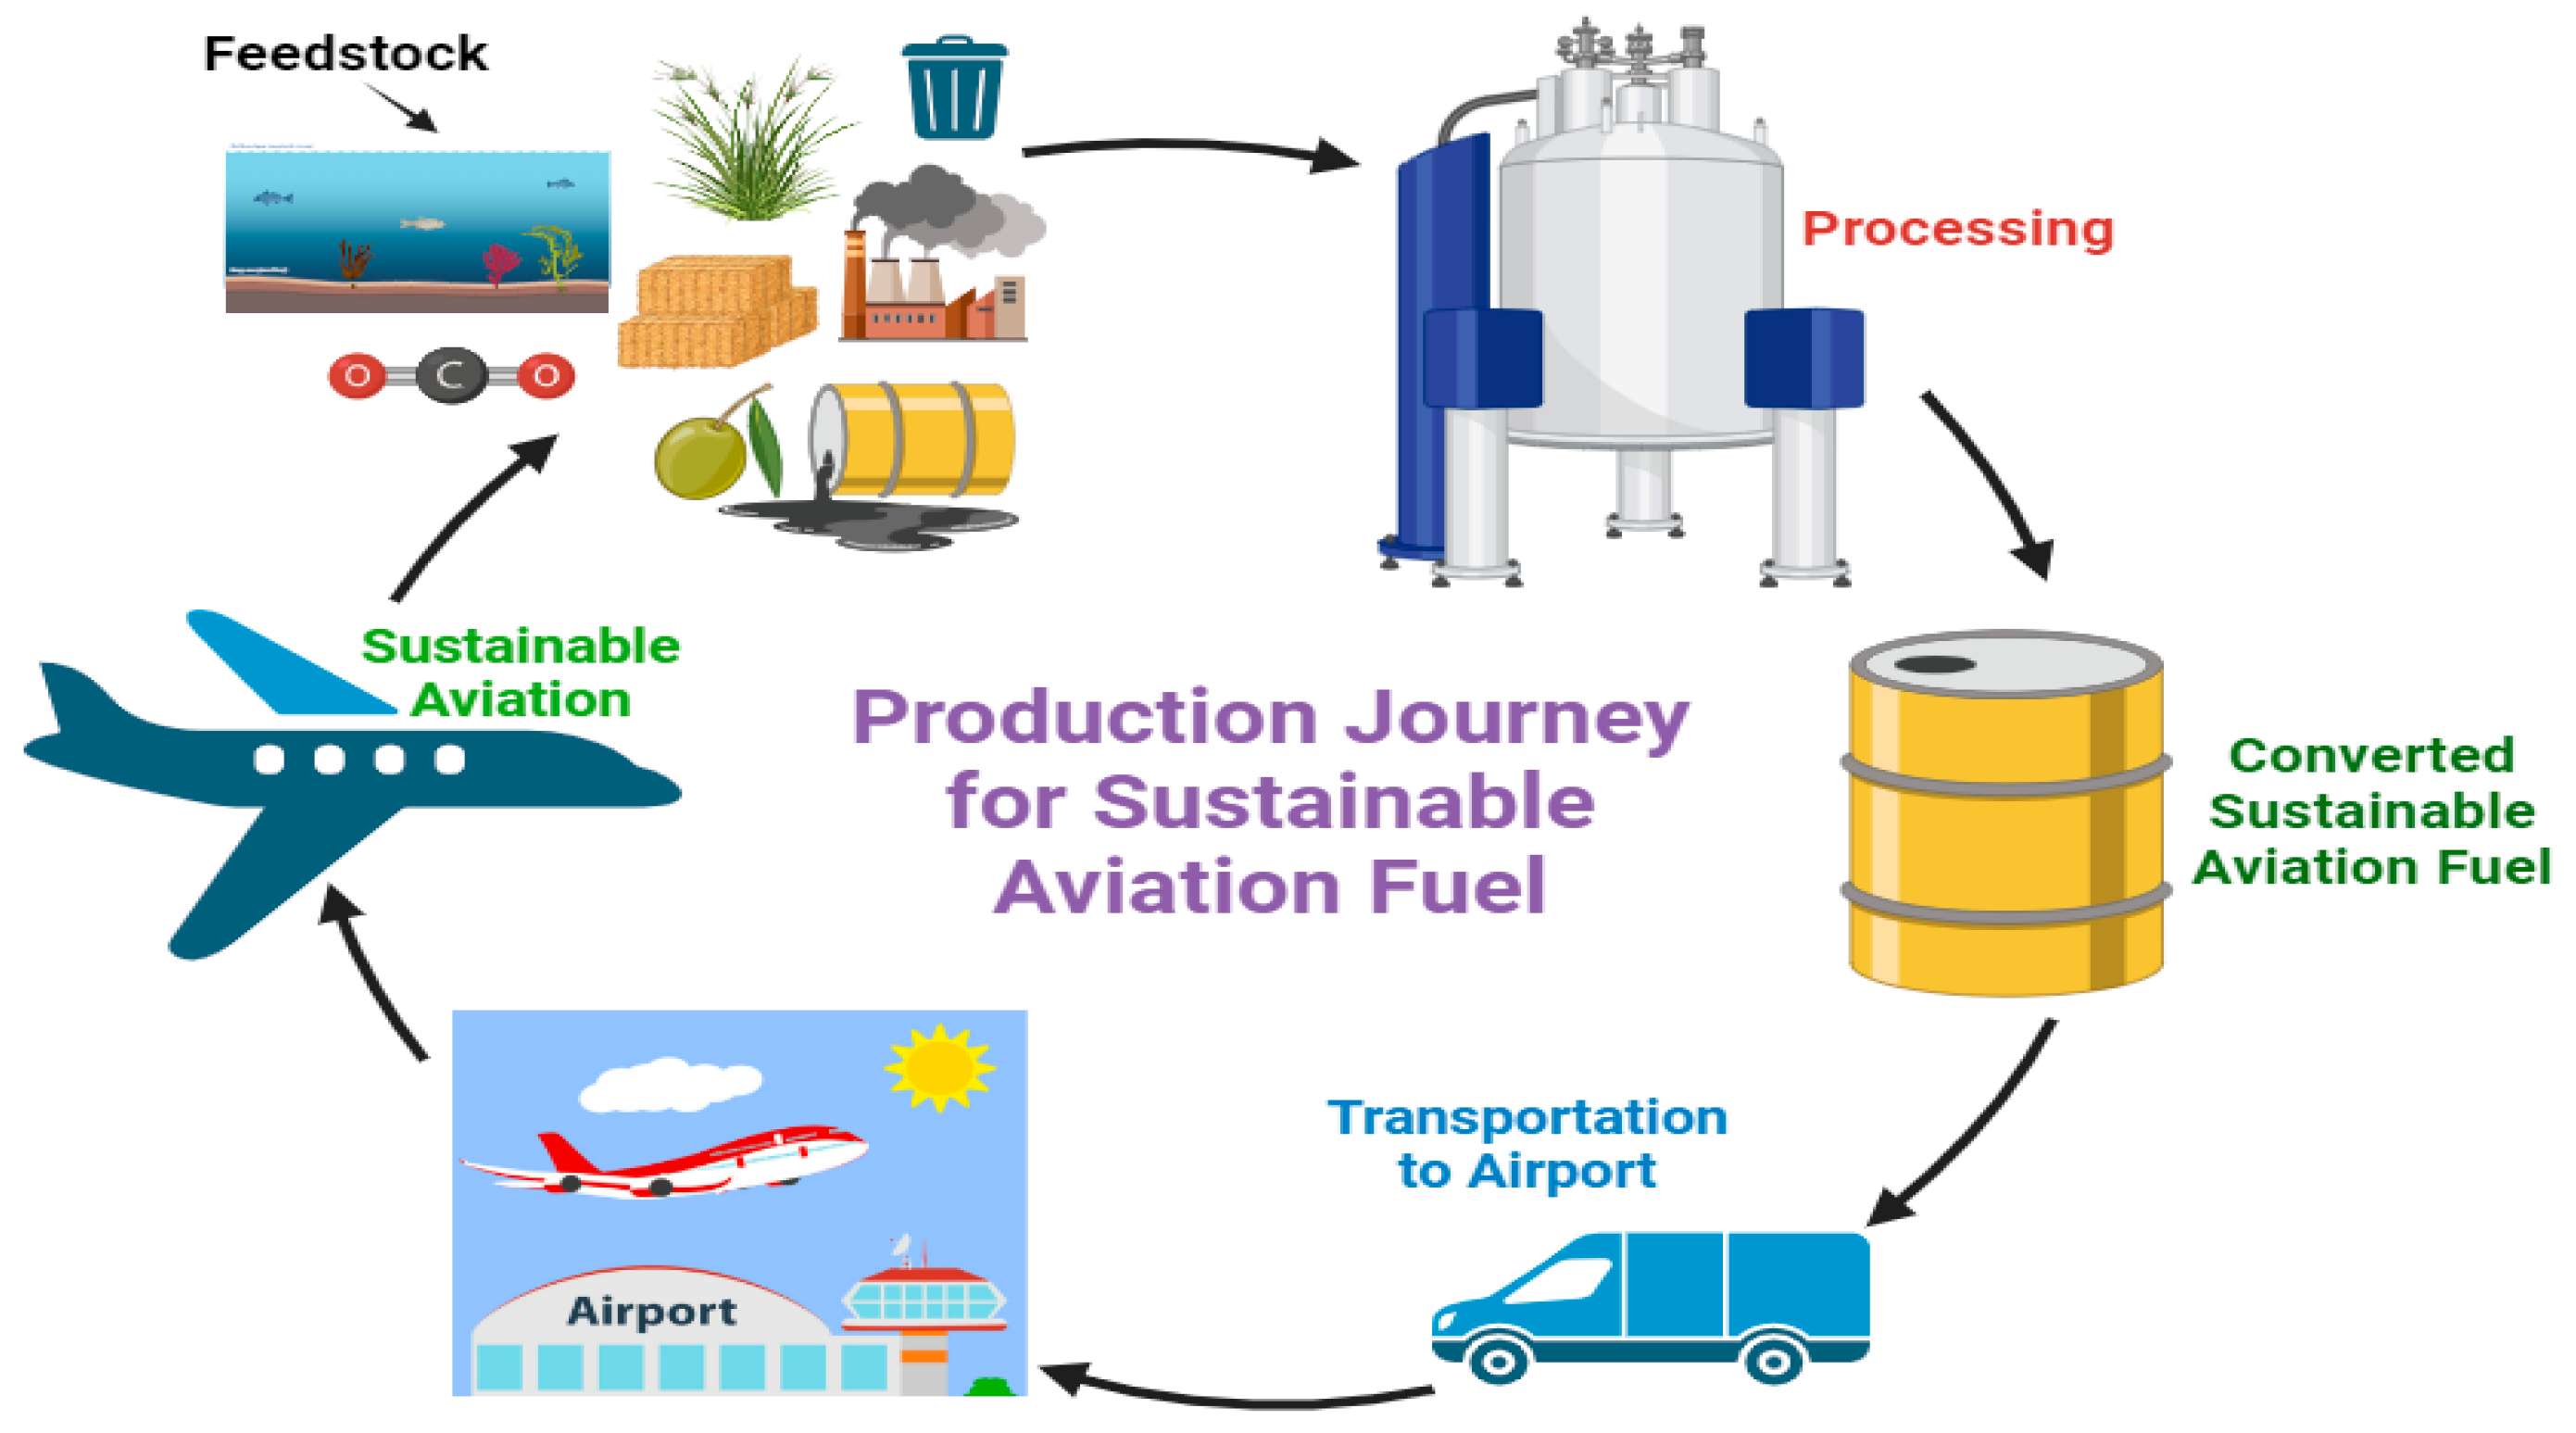 Feedstock
O C O
Processing
Sustainable
Aviation
Production Journey
for Sustainable
Aviation Fuel
Converted
Sustainable
Aviation Fuel
Transportation
to Airport
Airport